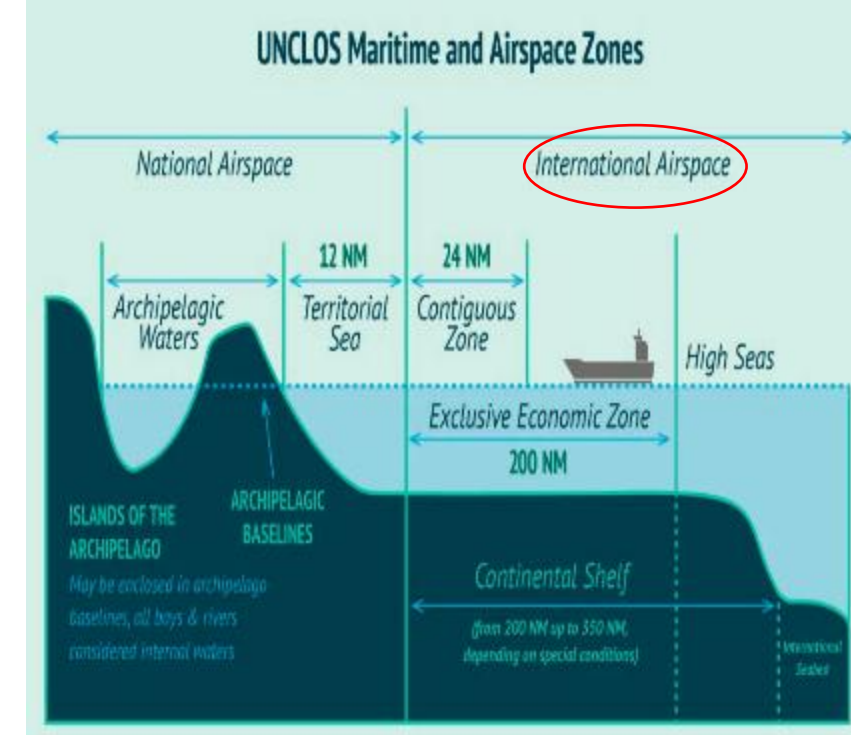 UNCLOS Maritime and Airspace Zones
National Airspace
International Airspace
12 NM
24 NM
Archipelagic
Waters
Territorial
Sea
Contiguous
Zone
High Seas
Exclusive Economic Zone
200 NM
ISLANDS OF THE
ARCHIPELAGO
ARCHIPELAGIC
BASELINES
May be enclosed in archipelago
baselines, all bays & rivers
considered internal waters
Continental Shelf
(from 200 NM up to 350 NM,
depending on special conditions)
International
Seabed